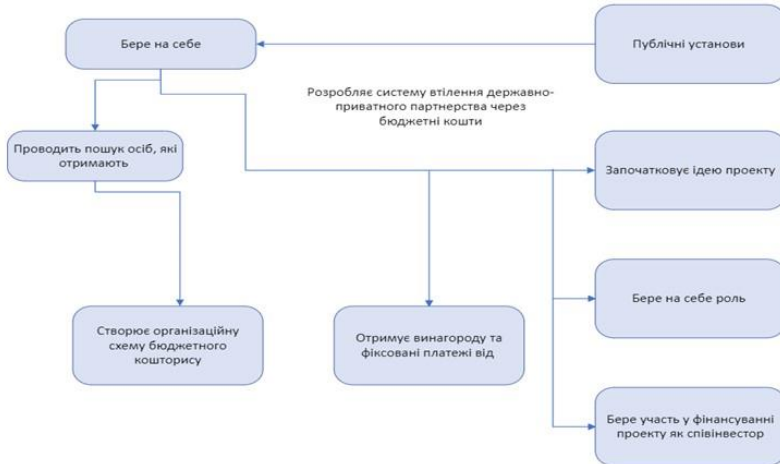 Бере на себе
Публічні установи
Розробляє систему втілення державно-
приватного партнерства через
бюджетні кошти
Проводить пошук осіб, які
отримають
Започатковує ідею проекту
Бере на себе роль
Створює організаційну
схему бюджетного
кошторису
Отримує винагороду та
фіксовані платежі від
Бере участь у фінансуванні
проекту як співінвестор